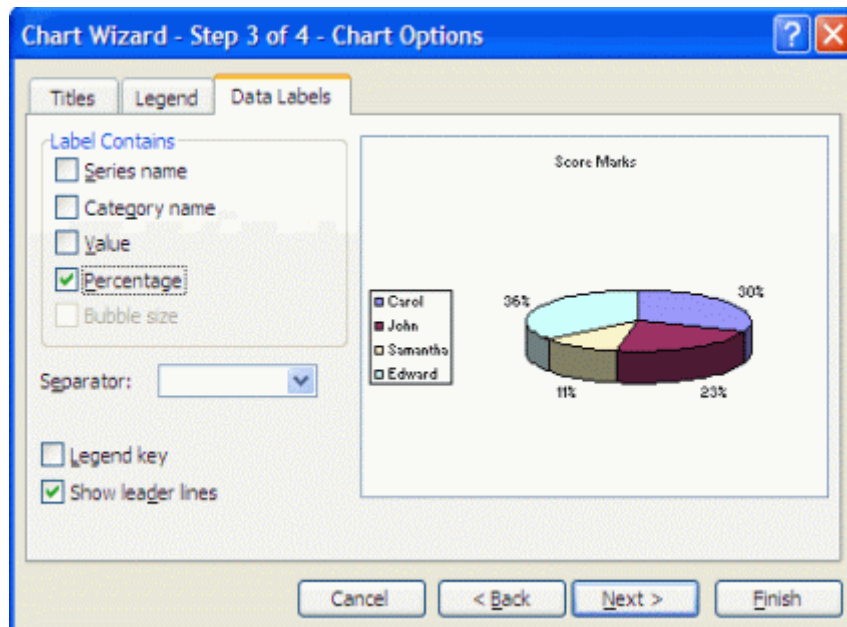 Chart Wizard - Step 3 of 4 - Chart Options
Titles
Legend
Data Labels
Label Contains
Series name
Category name
Value
Percentage
Bubble size
Separator:
Legend key
Show leader lines
Score Marks
Carol
John
Samantha
Edward
36%
30%
11%
23%
Cancel
< Back
Next >
Finish